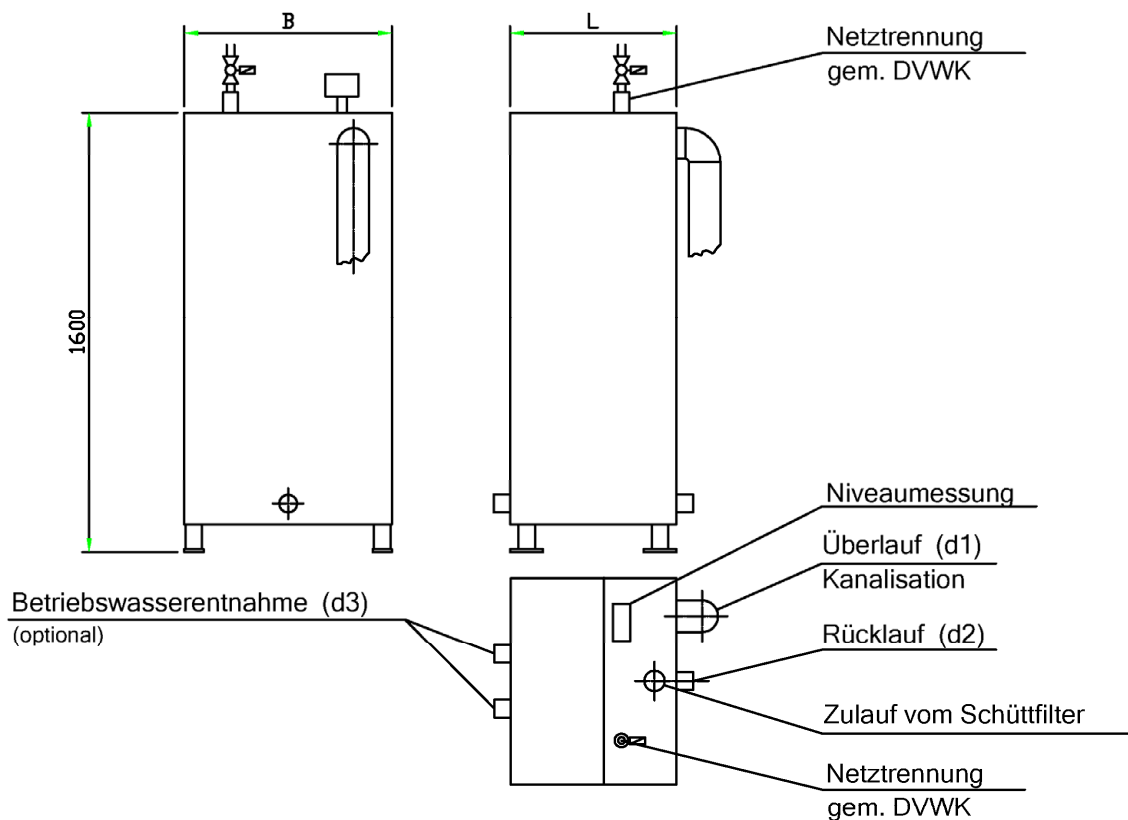 B
L
Netztrennung
gem. DVWK
1600
Niveaumessung
Überlauf (d1)
Kanalisation
Betriebswasserentnahme (d3)
(optional)
Rücklauf (d2)
Zulauf vom Schüttfilter
Netztrennung
gem. DVWK